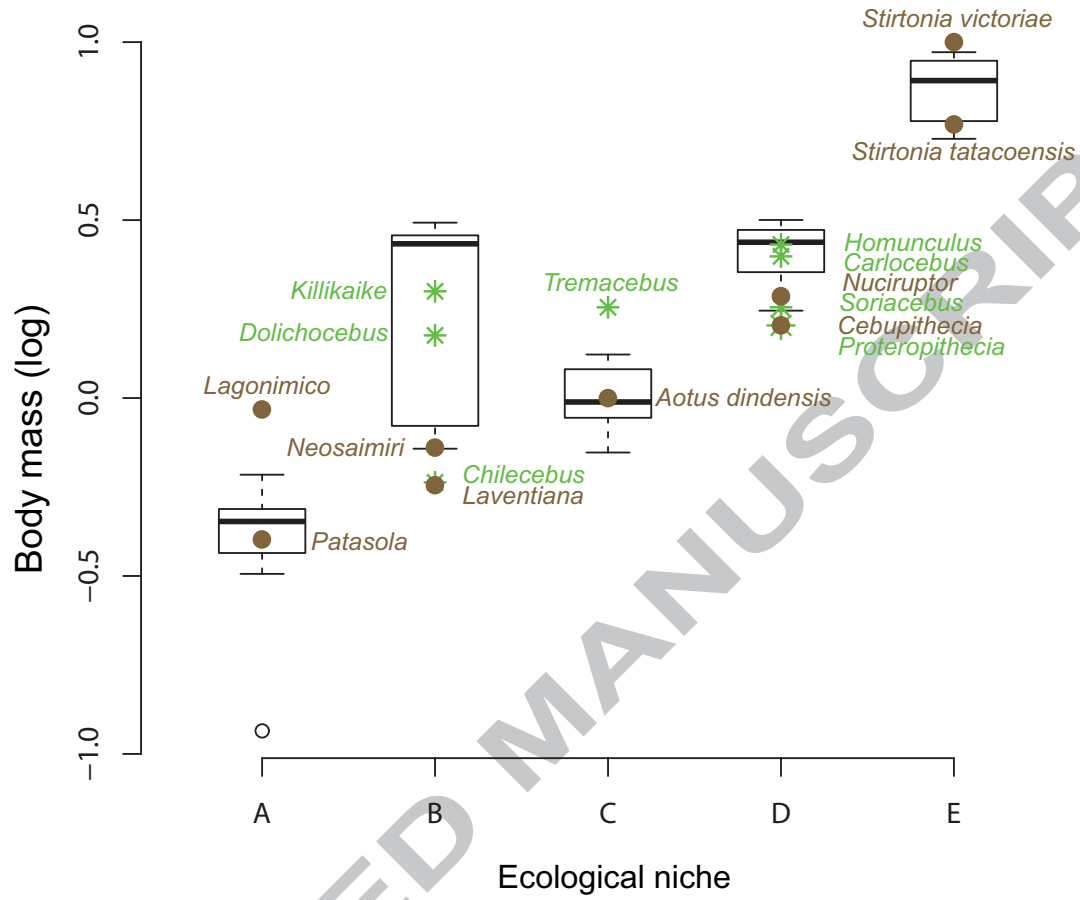 Stirtonia victoriae
1.0
Stirtonia tatacoensis
0.5
Homunculus
Carlocebus
Killikaike
Tremacebus
Nuciruptor
Soriacebus
Dolichocebus
Cebupithecia
Proteropithecia
Body mass (log)
0.0
Lagonimico
Aotus dindensis
Neosaimiri
Chilecebus
Laventiana
Patasola
−0.5
−1.0
A B C D E
Ecological niche
ED MANUSCRIP